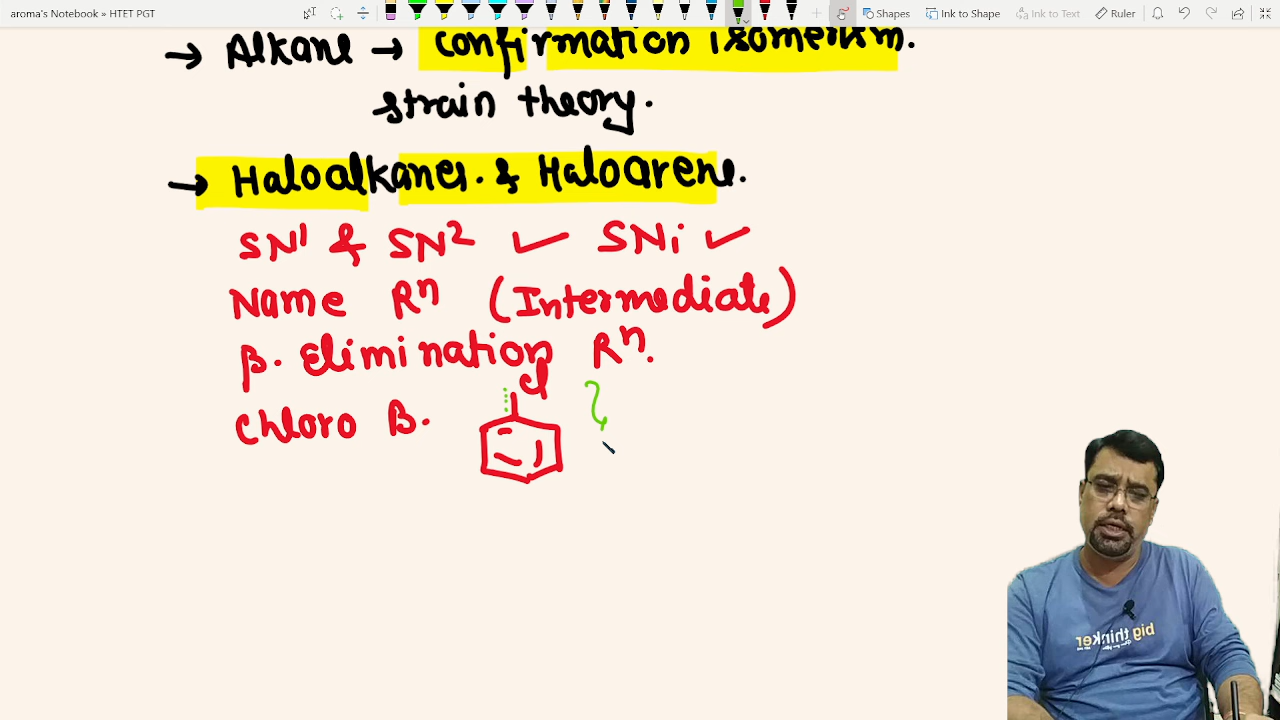 aroma's Notebook » HTET PGT
Shapes Ink to Shape Ink to Text Ruler
→ Alkane → Confirmation isomerism.
strain theory.
→ Haloalkanes. & Haloarene.
SN1 & SN2 ✓ SNi ✓
Name Rn (Intermediate)
β. Elimination Rn.
Cl
Chloro B.
big thinker